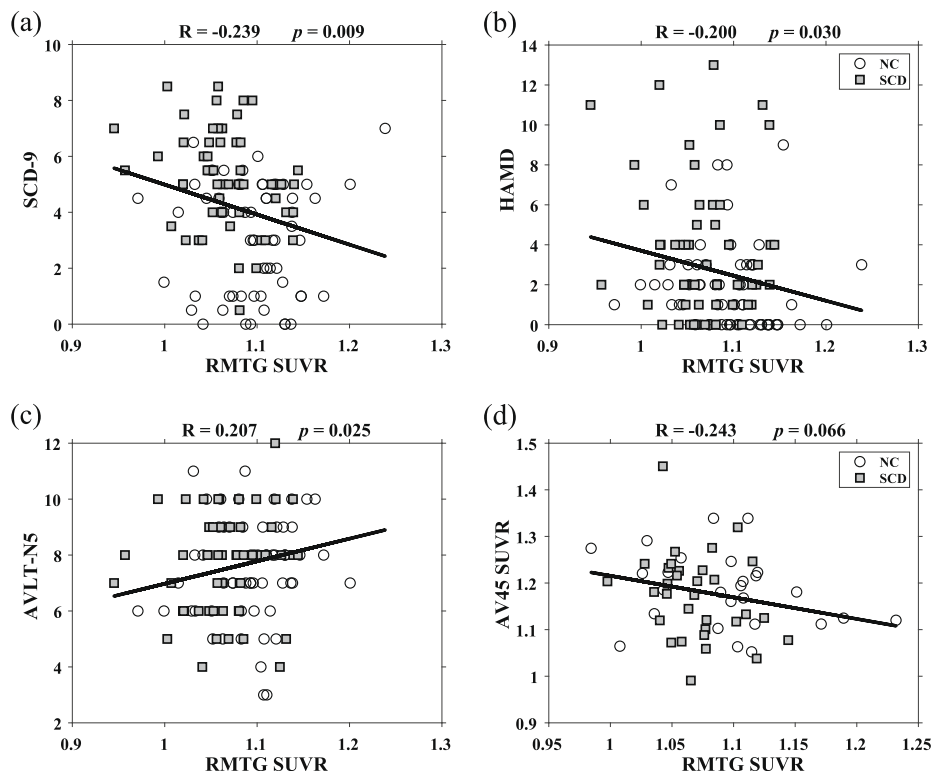 (a)
R = -0.239 p = 0.009
10
8
6
4
2
0
SCD-9
0.9 1 1.1 1.2 1.3
RMTG SUVR
(b)
R = -0.200 p = 0.030
NC
SCD
14
12
10
8
6
4
2
0
HAMD
0.9 1 1.1 1.2 1.3
RMTG SUVR
(c)
R = 0.207 p = 0.025
12
10
8
6
4
2
AVLT-N5
0.9 1 1.1 1.2 1.3
RMTG SUVR
(d)
R = -0.243 p = 0.066
NC
SCD
1.5
1.4
1.3
1.2
1.1
1
0.9
AV45 SUVR
0.95 1 1.05 1.1 1.15 1.2 1.25
RMTG SUVR